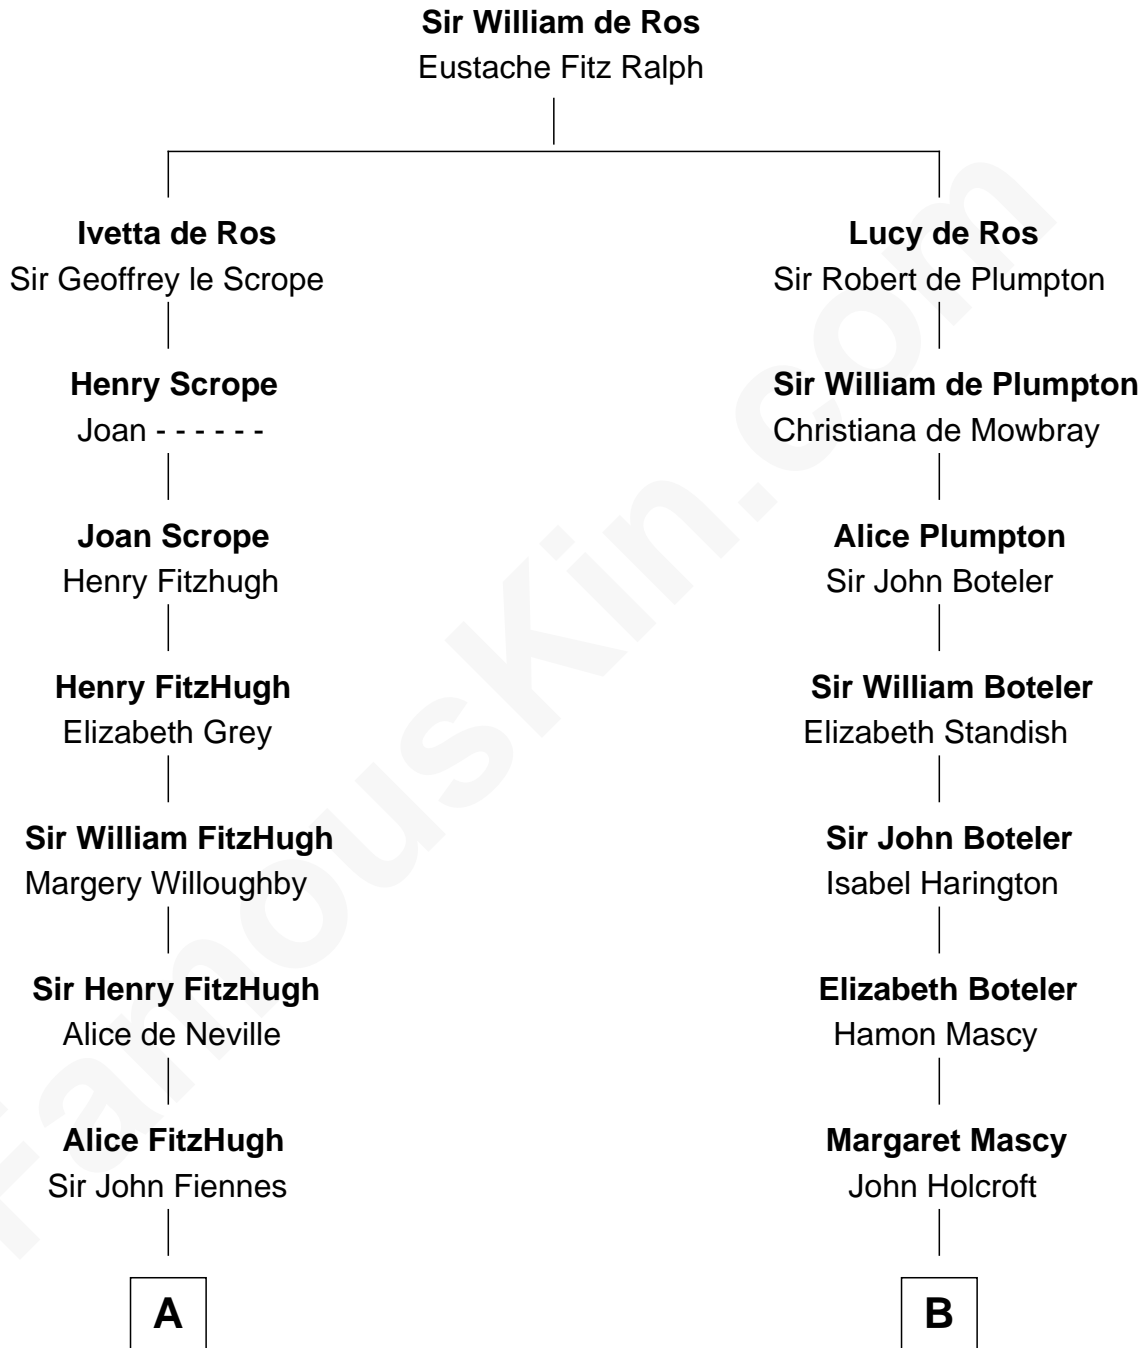 Sir William de Ros
Eustache Fitz Ralph
Ivetta de Ros
Sir Geoffrey le Scrope
Henry Scrope
Joan - - - - - -
Joan Scrope
Henry Fitzhugh
Henry FitzHugh
Elizabeth Grey
Sir William FitzHugh
Margery Willoughby
Sir Henry FitzHugh
Alice de Neville
Alice FitzHugh
Sir John Fiennes
A
Lucy de Ros
Sir Robert de Plumpton
Sir William de Plumpton
Christiana de Mowbray
Alice Plumpton
Sir John Boteler
Sir William Boteler
Elizabeth Standish
Sir John Boteler
Isabel Harington
Elizabeth Boteler
Hamon Mascy
Margaret Mascy
John Holcroft
B
FamousKin.com